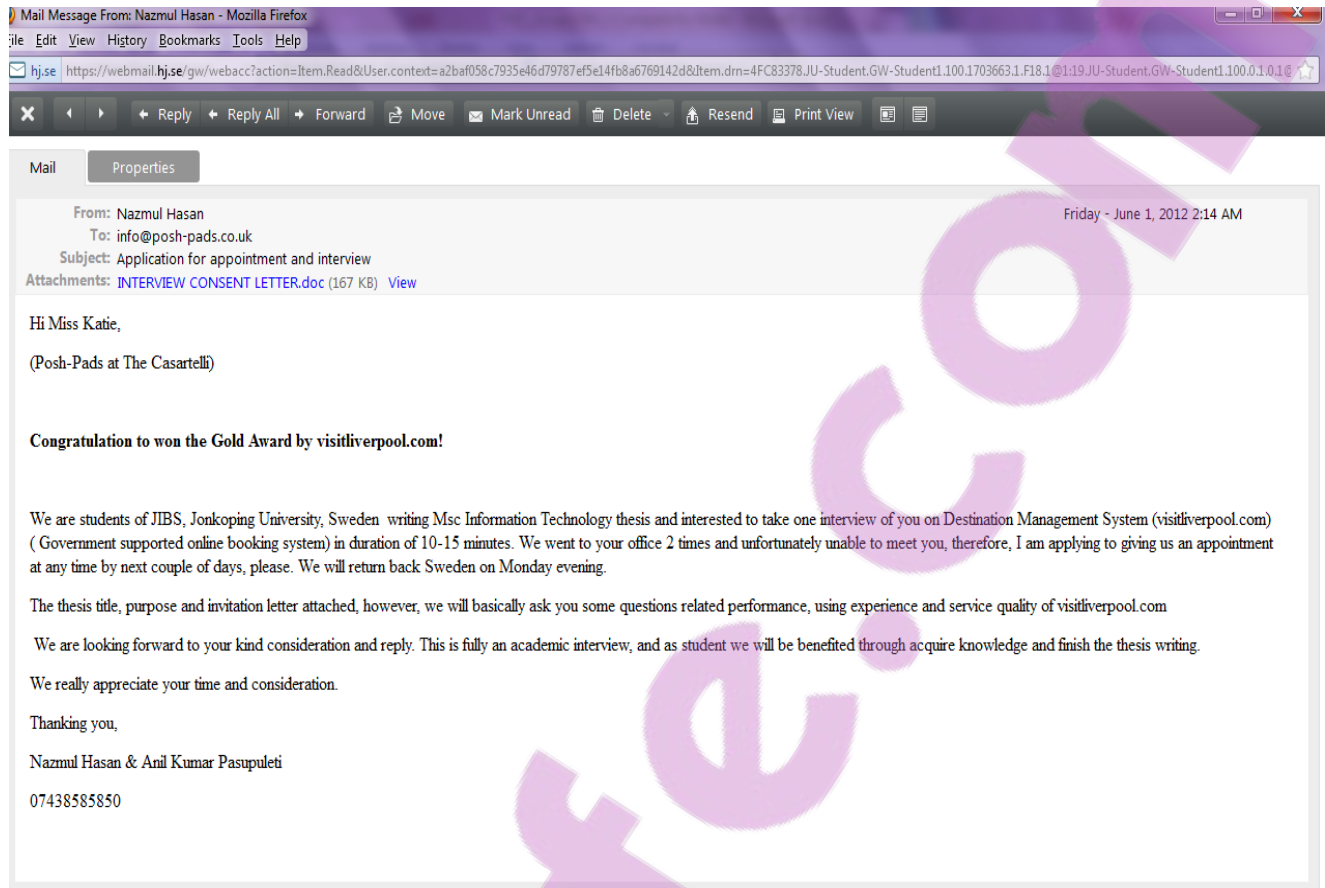 Mail Message From: Nazmul Hasan - Mozilla Firefox
File Edit View History Bookmarks Tools Help
hj.se https://webmail.hj.se/gw/webacc?action=Item.Read&User.context=a2baf058c7935e46d79787ef5e14fb8a6769142d&Item.drn=4FC83378.JU-Student.GW-Student1.100.1703663.1.F18.1@1:19.JU-Student.GW-Student1.100.0.1.0.1@
Reply Reply All Forward Move Mark Unread Delete Resend Print View
Mail Properties
From: Nazmul Hasan Friday - June 1, 2012 2:14 AM
To: info@posh-pads.co.uk
Subject: Application for appointment and interview
Attachments: INTERVIEW CONSENT LETTER.doc (167 KB) View
Hi Miss Katie,
(Posh-Pads at The Casartelli)
Congratulation to won the Gold Award by visitliverpool.com!
We are students of JIBS, Jonkoping University, Sweden writing Msc Information Technology thesis and interested to take one interview of you on Destination Management System (visitliverpool.com)
( Government supported online booking system) in duration of 10-15 minutes. We went to your office 2 times and unfortunately unable to meet you, therefore, I am applying to giving us an appointment
at any time by next couple of days, please. We will return back Sweden on Monday evening.
The thesis title, purpose and invitation letter attached, however, we will basically ask you some questions related performance, using experience and service quality of visitliverpool.com
We are looking forward to your kind consideration and reply. This is fully an academic interview, and as student we will be benefited through acquire knowledge and finish the thesis writing.
We really appreciate your time and consideration.
Thanking you,
Nazmul Hasan & Anil Kumar Pasupuleti
07438585850
fe.com